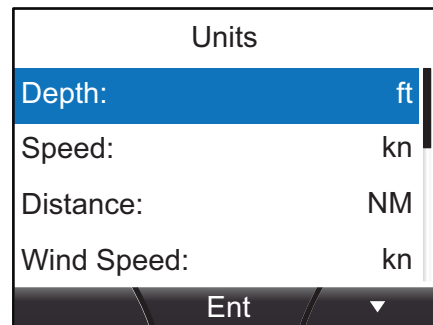 Units
Depth: ft
Speed: kn
Distance: NM
Wind Speed: kn
Ent